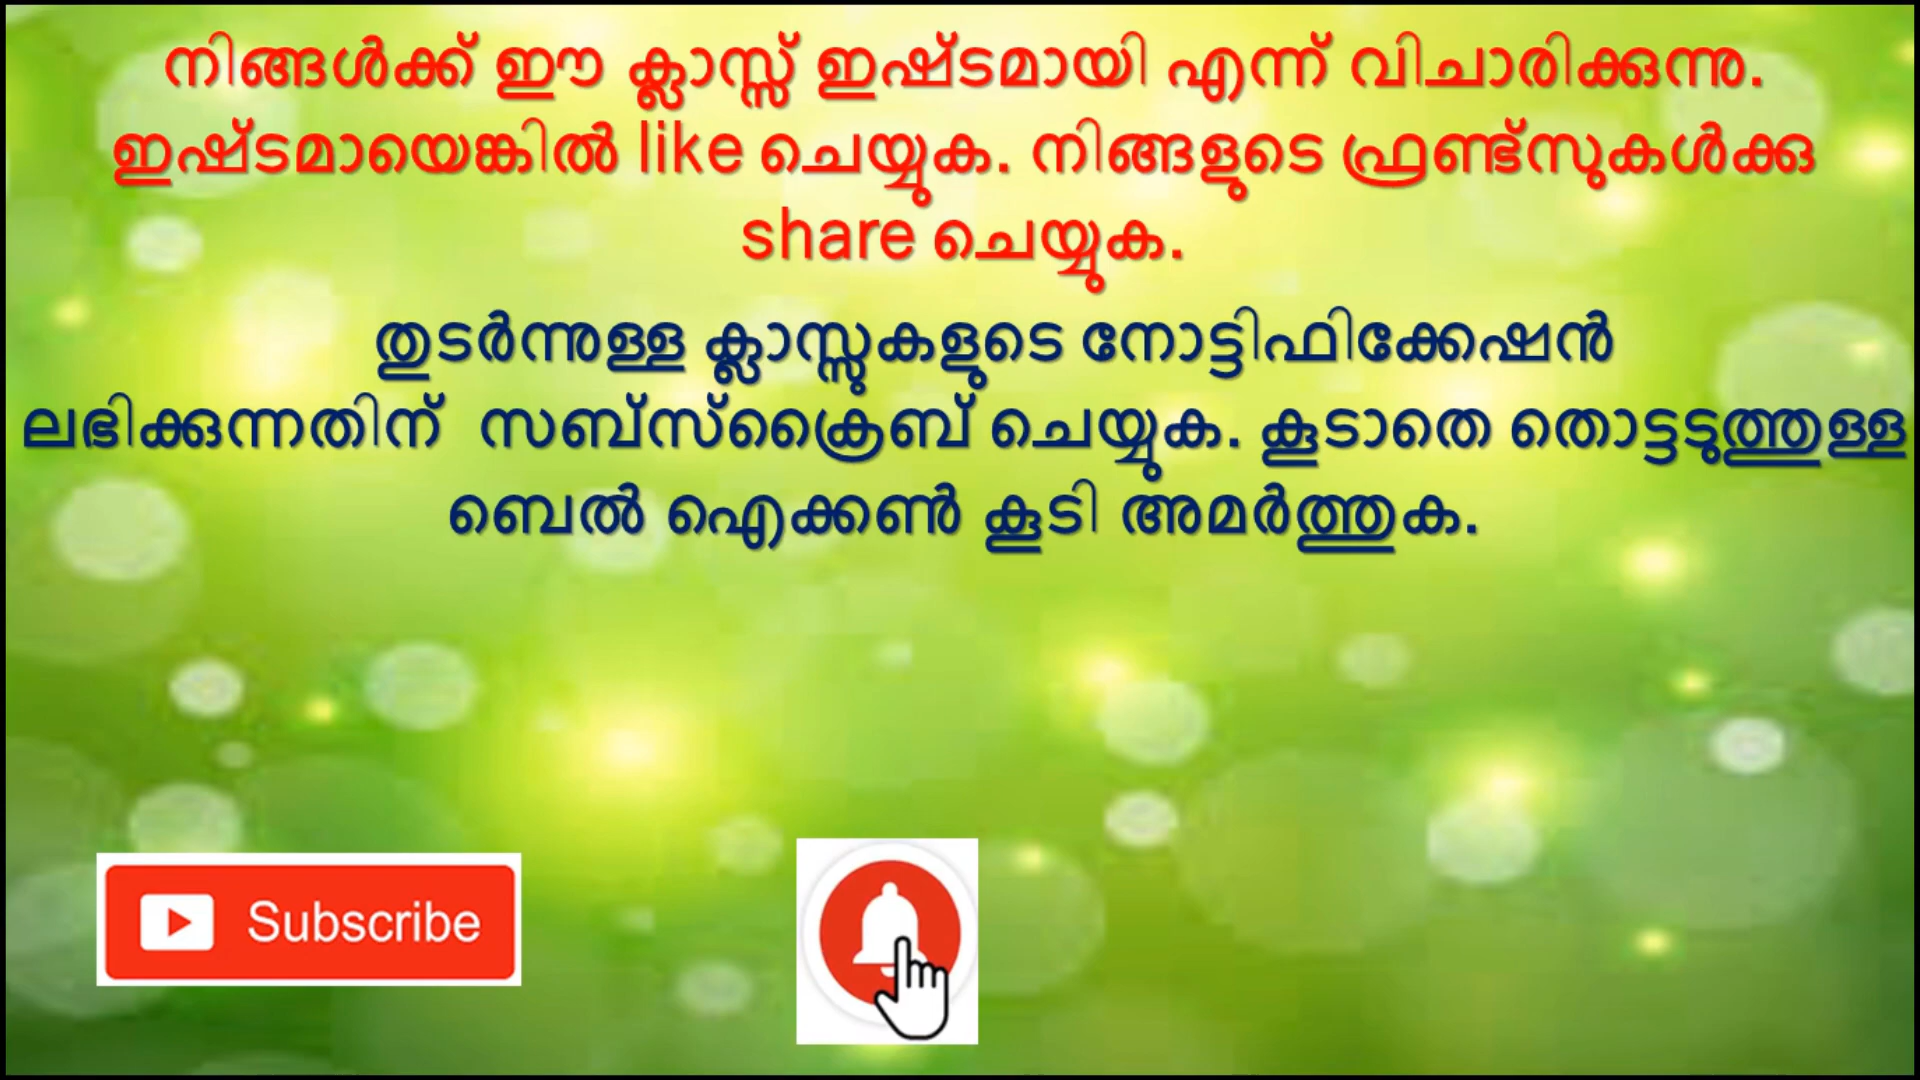 നിങ്ങൾക്ക് ഈ ക്ലാസ്സ് ഇഷ്ടമായി എന്ന് വിചാരിക്കുന്നു.
ഇഷ്ടമായെങ്കിൽ like ചെയ്യുക. നിങ്ങളുടെ ഫ്രണ്ട്സുകൾക്കു
share ചെയ്യുക.
തുടർന്നുള്ള ക്ലാസ്സുകളുടെ നോട്ടിഫിക്കേഷൻ
ലഭിക്കുന്നതിന് സബ്സ്ക്രൈബ് ചെയ്യുക. കൂടാതെ തൊട്ടടുത്തുള്ള
ബെൽ ഐക്കൺ കൂടി അമർത്തുക.
Subscribe